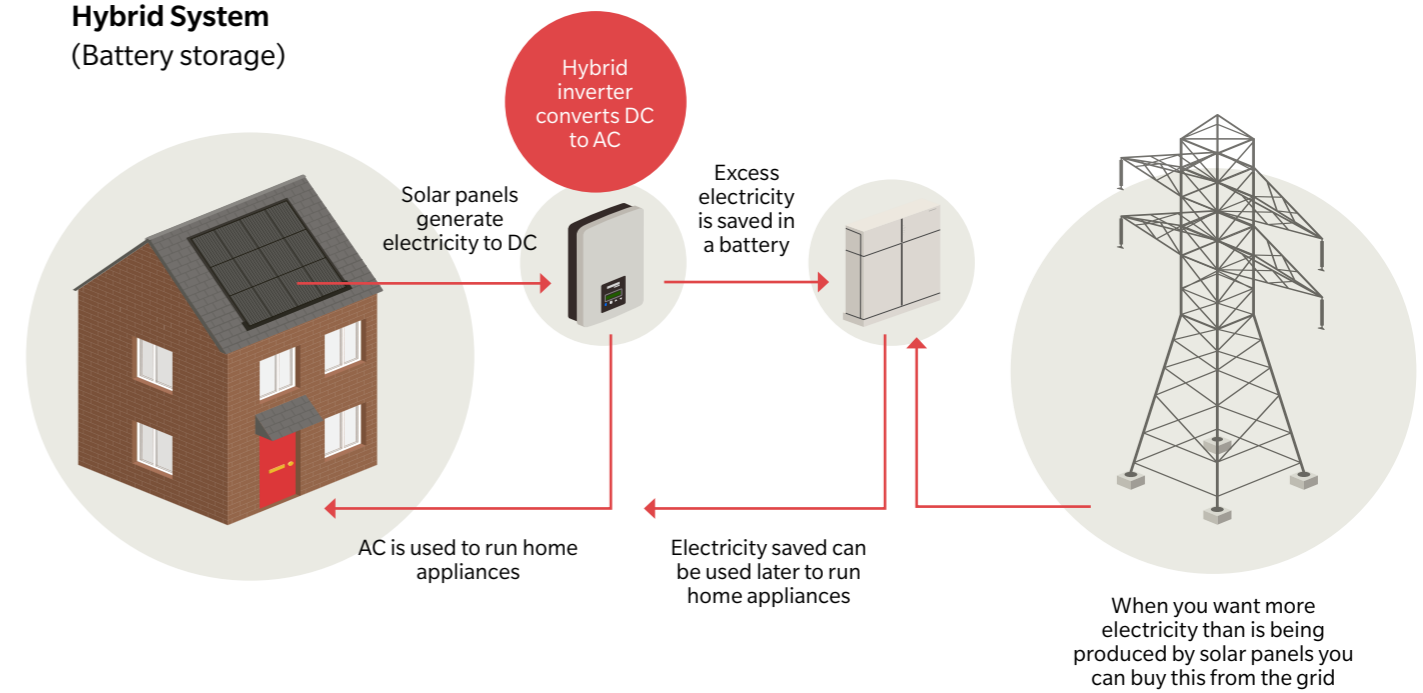 Hybrid System
(Battery storage)
Hybrid
inverter
converts DC
to AC
Solar panels
generate
electricity to DC
Excess
electricity
is saved in
a battery
AC is used to run home
appliances
Electricity saved can
be used later to run
home appliances
When you want more
electricity than is being
produced by solar panels you
can buy this from the grid